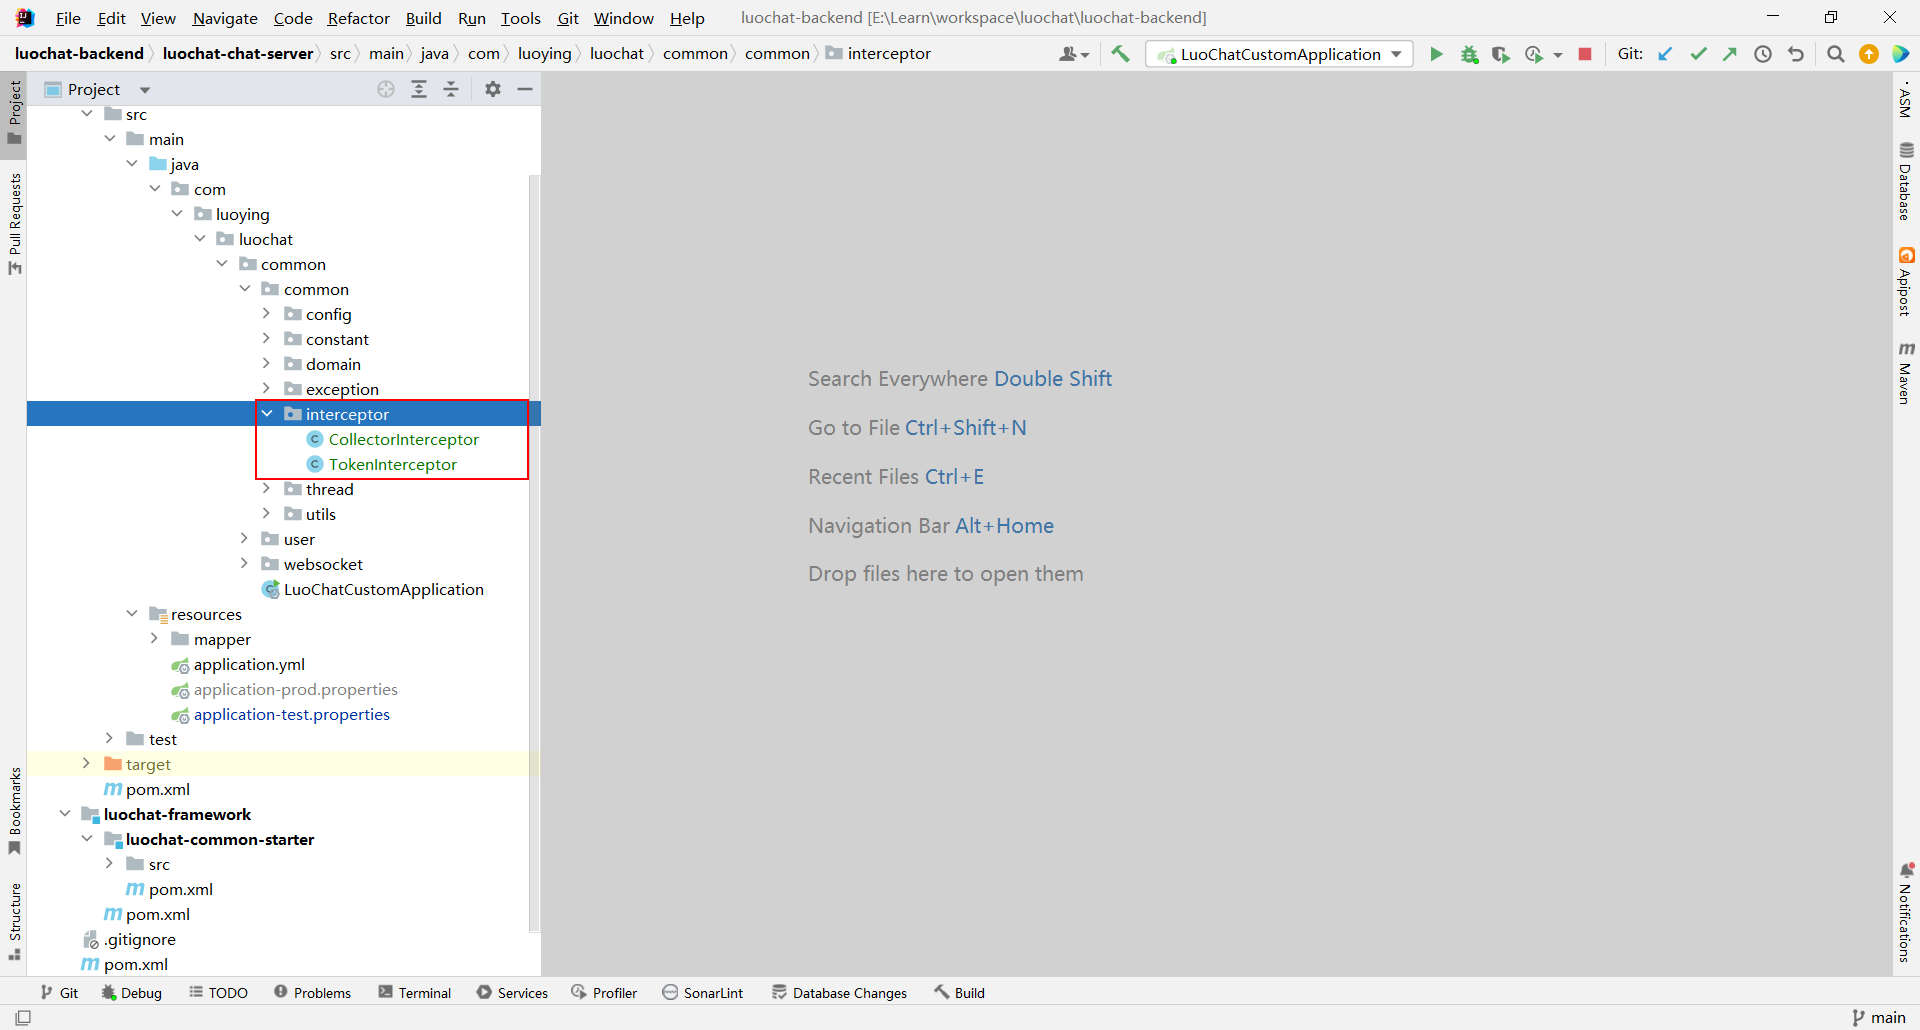 File Edit View Navigate Code Refactor Build Run Tools Git Window Help luochat-backend [E:\Learn\workspace\luochat\luochat-backend]
luochat-backend luochat-chat-server src main java com luoying luochat common common interceptor LuoChatCustomApplication Git:
Project
src
main
java
com
luoying
luochat
common
common
config
constant
domain
exception
interceptor
CollectorInterceptor
TokenInterceptor
thread
utils
user
websocket
LuoChatCustomApplication
resources
mapper
application.yml
application-prod.properties
application-test.properties
test
target
pom.xml
luochat-framework
luochat-common-starter
src
pom.xml
pom.xml
.gitignore
pom.xml
Project
Pull Requests
Bookmarks
Structure
Search Everywhere Double Shift
Go to File Ctrl+Shift+N
Recent Files Ctrl+E
Navigation Bar Alt+Home
Drop files here to open them
ASM
Database
Apipost
Maven
Notifications
Git Debug TODO Problems Terminal Services Profiler SonarLint Database Changes Build
main